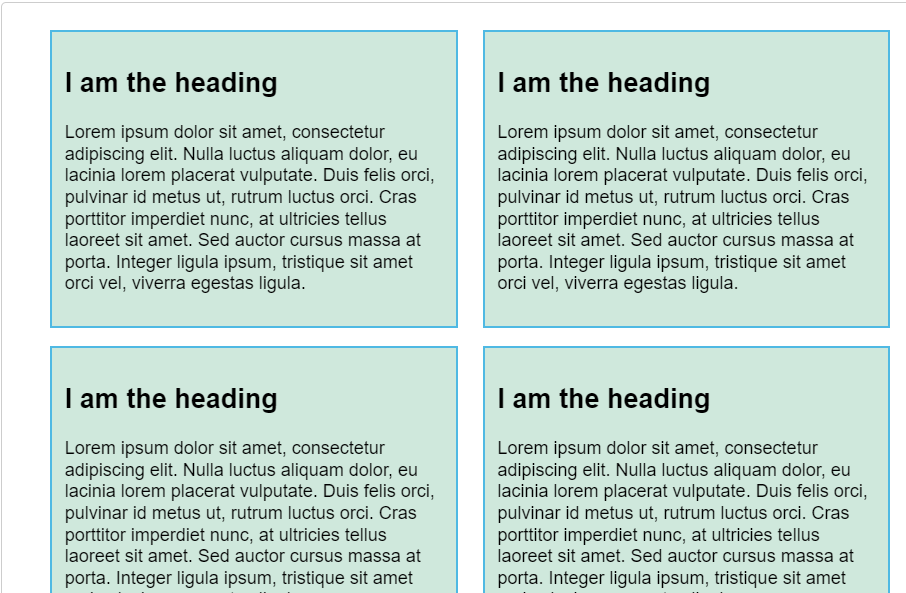 I am the heading
Lorem ipsum dolor sit amet, consectetur
adipiscing elit. Nulla luctus aliquam dolor, eu
lacinia lorem placerat vulputate. Duis felis orci,
pulvinar id metus ut, rutrum luctus orci. Cras
porttitor imperdiet nunc, at ultricies tellus
laoreet sit amet. Sed auctor cursus massa at
porta. Integer ligula ipsum, tristique sit amet
orci vel, viverra egestas ligula.
I am the heading
Lorem ipsum dolor sit amet, consectetur
adipiscing elit. Nulla luctus aliquam dolor, eu
lacinia lorem placerat vulputate. Duis felis orci,
pulvinar id metus ut, rutrum luctus orci. Cras
porttitor imperdiet nunc, at ultricies tellus
laoreet sit amet. Sed auctor cursus massa at
porta. Integer ligula ipsum, tristique sit amet
orci vel, viverra egestas ligula.
I am the heading
Lorem ipsum dolor sit amet, consectetur
adipiscing elit. Nulla luctus aliquam dolor, eu
lacinia lorem placerat vulputate. Duis felis orci,
pulvinar id metus ut, rutrum luctus orci. Cras
porttitor imperdiet nunc, at ultricies tellus
laoreet sit amet. Sed auctor cursus massa at
porta. Integer ligula ipsum, tristique sit amet
I am the heading
Lorem ipsum dolor sit amet, consectetur
adipiscing elit. Nulla luctus aliquam dolor, eu
lacinia lorem placerat vulputate. Duis felis orci,
pulvinar id metus ut, rutrum luctus orci. Cras
porttitor imperdiet nunc, at ultricies tellus
laoreet sit amet. Sed auctor cursus massa at
porta. Integer ligula ipsum, tristique sit amet